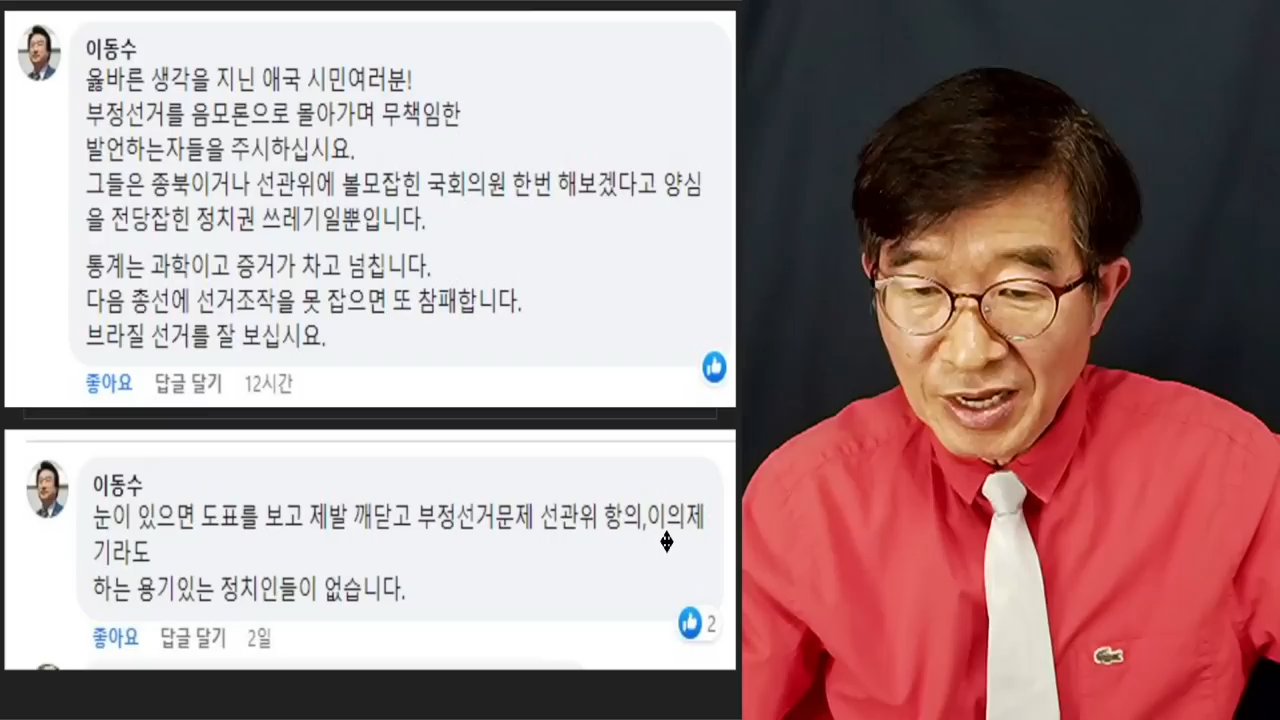 이동수
옳바른 생각을 지닌 애국 시민여러분!
부정선거를 음모론으로 몰아가며 무책임한
발언하는자들을 주시하십시요.
그들은 종북이거나 선관위에 볼모잡힌 국회의원 한번 해보겠다고 양심
을 전당잡힌 정치권 쓰레기일뿐입니다.
통계는 과학이고 증거가 차고 넘칩니다.
다음 총선에 선거조작을 못 잡으면 또 참패합니다.
브라질 선거를 잘 보십시요.
좋아요 답글 달기 12시간
이동수
눈이 있으면 도표를 보고 제발 깨닫고 부정선거문제 선관위 항의,이의제
기라도
하는 용기있는 정치인들이 없습니다.
2
좋아요 답글 달기 2일